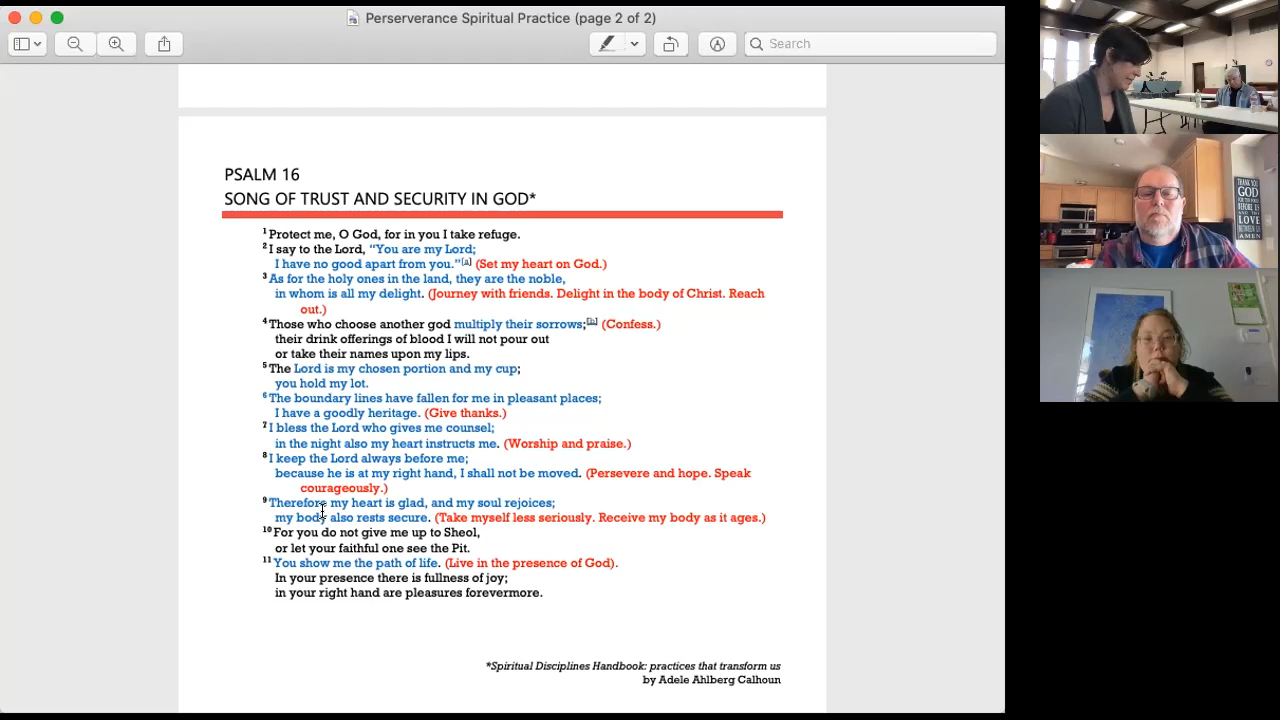 Perserverance Spiritual Practice (page 2 of 2)
Search
PSALM 16
SONG OF TRUST AND SECURITY IN GOD*
1 Protect me, O God, for in you I take refuge.
2 I say to the Lord, "You are my Lord;
I have no good apart from you."[a] (Set my heart on God.)
3 As for the holy ones in the land, they are the noble,
in whom is all my delight. (Journey with friends. Delight in the body of Christ. Reach
out.)
4 Those who choose another god multiply their sorrows;[b] (Confess.)
their drink offerings of blood I will not pour out
or take their names upon my lips.
5 The Lord is my chosen portion and my cup;
you hold my lot.
6 The boundary lines have fallen for me in pleasant places;
I have a goodly heritage. (Give thanks.)
7 I bless the Lord who gives me counsel;
in the night also my heart instructs me. (Worship and praise.)
8 I keep the Lord always before me;
because he is at my right hand, I shall not be moved. (Persevere and hope. Speak
courageously.)
9 Therefore my heart is glad, and my soul rejoices;
my body also rests secure. (Take myself less seriously. Receive my body as it ages.)
10 For you do not give me up to Sheol,
or let your faithful one see the Pit.
11 You show me the path of life. (Live in the presence of God).
In your presence there is fullness of joy;
in your right hand are pleasures forevermore.
*Spiritual Disciplines Handbook: practices that transform us
by Adele Ahlberg Calhoun
THANK YOU
GOD
LOVE
AMEN